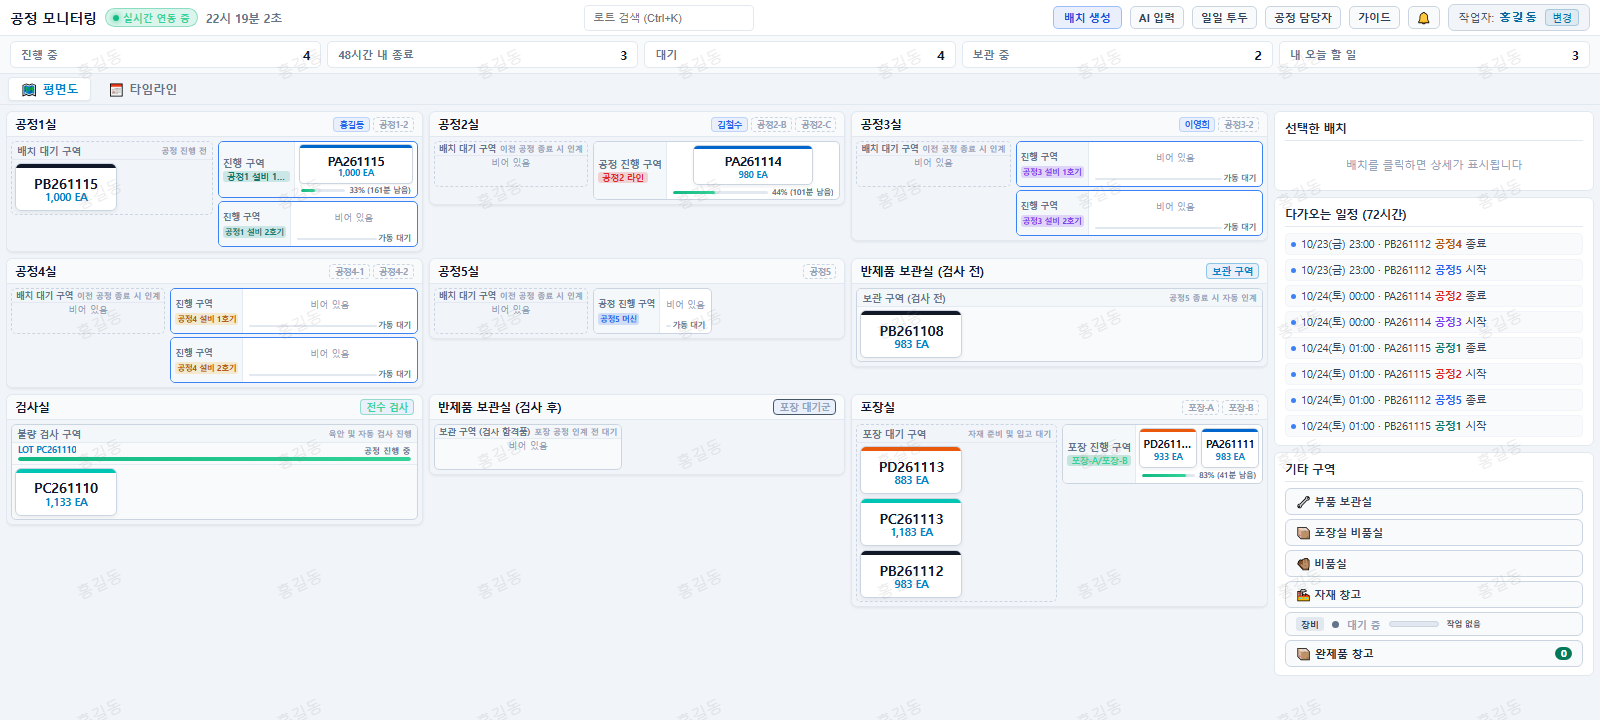 공정 모니터링 실시간 연동 중 22시 19분 2초 로트 검색 (Ctrl+K) 배치 생성 AI 입력 일일 투두 공정 담당자 가이드 작업자: 홍길동 변경
진행 중 4 48시간 내 종료 3 대기 4 보관 중 2 내 오늘 할 일 3
평면도 타임라인
공정1실 홍길동 공정1-2
배치 대기 구역 공정 진행 전
PB261115
1,000 EA
진행 구역
공정1 설비 1...
PA261115
1,000 EA
33% (161분 남음)
진행 구역
공정1 설비 2호기
비어 있음
가동 대기
공정2실 김철수 공정2-B 공정2-C
배치 대기 구역 이전 공정 종료 시 인계
비어 있음
공정 진행 구역
공정2 라인
PA261114
980 EA
44% (101분 남음)
공정3실 이영희 공정3-2
배치 대기 구역 이전 공정 종료 시 인계
비어 있음
진행 구역
공정3 설비 1호기
비어 있음
가동 대기
진행 구역
공정3 설비 2호기
비어 있음
가동 대기
공정4실 공정4-1 공정4-2
배치 대기 구역 이전 공정 종료 시 인계
비어 있음
진행 구역
공정4 설비 1호기
비어 있음
가동 대기
진행 구역
공정4 설비 2호기
비어 있음
가동 대기
공정5실 공정5
배치 대기 구역 이전 공정 종료 시 인계
비어 있음
공정 진행 구역
공정5 머신
비어 있음
가동 대기
반제품 보관실 (검사 전) 보관 구역
보관 구역 (검사 전) 공정5 종료 시 자동 인계
PB261108
983 EA
검사실 전수 검사
불량 검사 구역 육안 및 자동 검사 진행
LOT PC261110 공정 진행 중
PC261110
1,133 EA
반제품 보관실 (검사 후) 포장 대기군
보관 구역 (검사 합격품) 포장 공정 인계 전 대기
비어 있음
포장실 포장-A 포장-B
포장 대기 구역 자재 준비 및 입고 대기
PD261113
883 EA
PC261113
1,183 EA
PB261112
983 EA
포장 진행 구역
포장-A/포장-B
PD2611...
933 EA
PA261111
983 EA
83% (41분 남음)
선택한 배치
배치를 클릭하면 상세가 표시됩니다
다가오는 일정 (72시간)
10/23(금) 23:00 · PB261112 공정4 종료
10/23(금) 23:00 · PB261112 공정5 시작
10/24(토) 00:00 · PA261114 공정2 종료
10/24(토) 00:00 · PA261114 공정3 시작
10/24(토) 01:00 · PA261115 공정1 종료
10/24(토) 01:00 · PA261115 공정2 시작
10/24(토) 01:00 · PB261112 공정5 종료
10/24(토) 01:00 · PB261115 공정1 시작
기타 구역
부품 보관실
포장실 비품실
비품실
자재 창고
장비 대기 중 작업 없음
완제품 창고 0